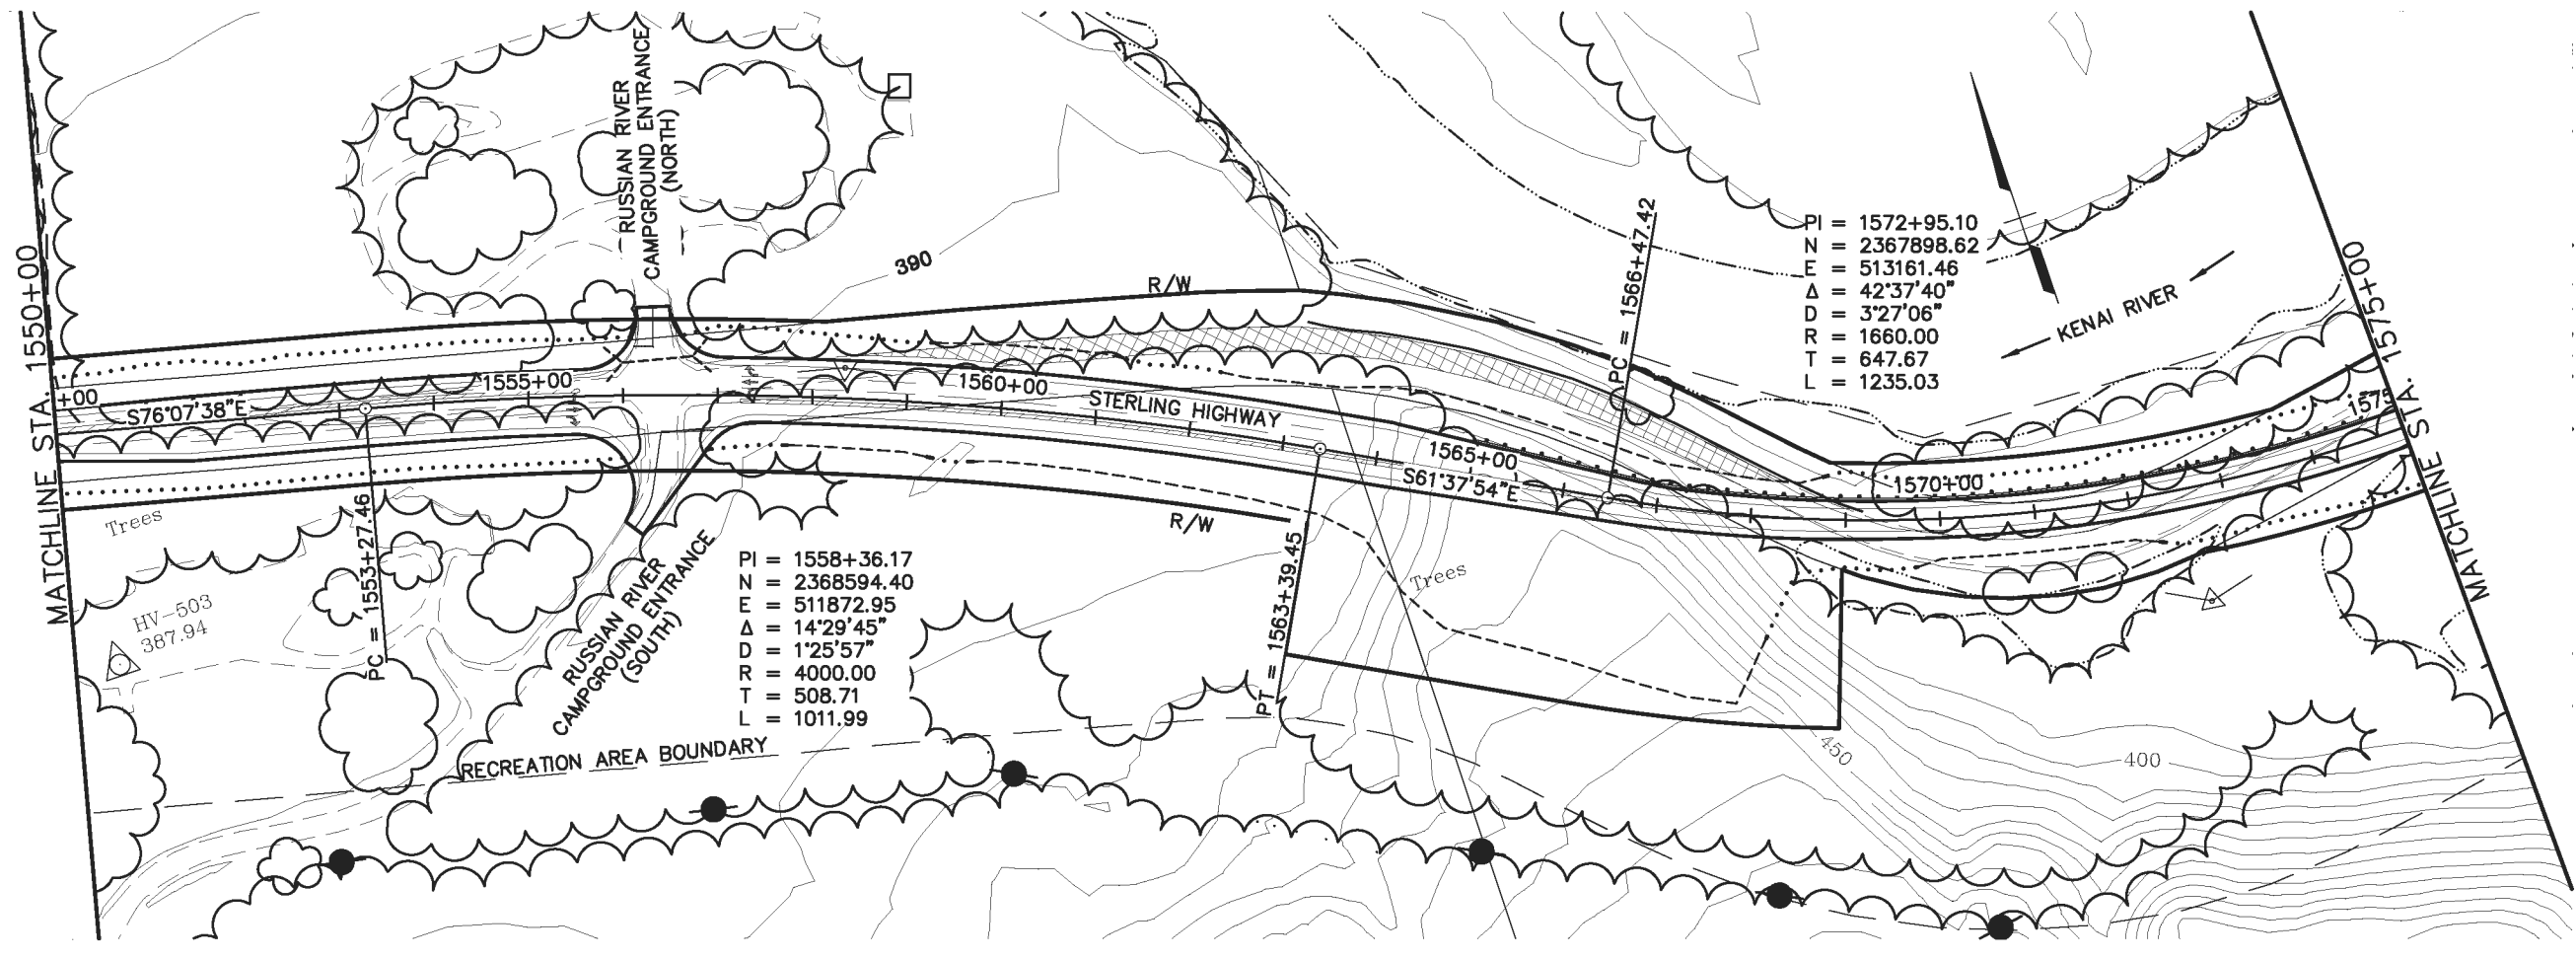 MATCHLINE STA. 1550+00
+00
S76°07'38"E
PC = 1553+27.46
1555+00
RUSSIAN RIVER
CAMPGROUND ENTRANCE
(NORTH)
390
R/W
1560+00
STERLING HIGHWAY
1565+00
S61°37'54"E
PC = 1566+47.42
PI = 1572+95.10
N = 2367898.62
E = 513161.46
Δ = 42°37'40"
D = 3°27'06"
R = 1660.00
T = 647.67
L = 1235.03
KENAI RIVER
1570+00
1575
MATCHLINE STA. 1575+00
Trees
HV-503
387.94
RUSSIAN RIVER
CAMPGROUND ENTRANCE
(SOUTH)
PI = 1558+36.17
N = 2368594.40
E = 511872.95
Δ = 14°29'45"
D = 1°25'57"
R = 4000.00
T = 508.71
L = 1011.99
R/W
PT = 1563+39.45
Trees
RECREATION AREA BOUNDARY
450
400